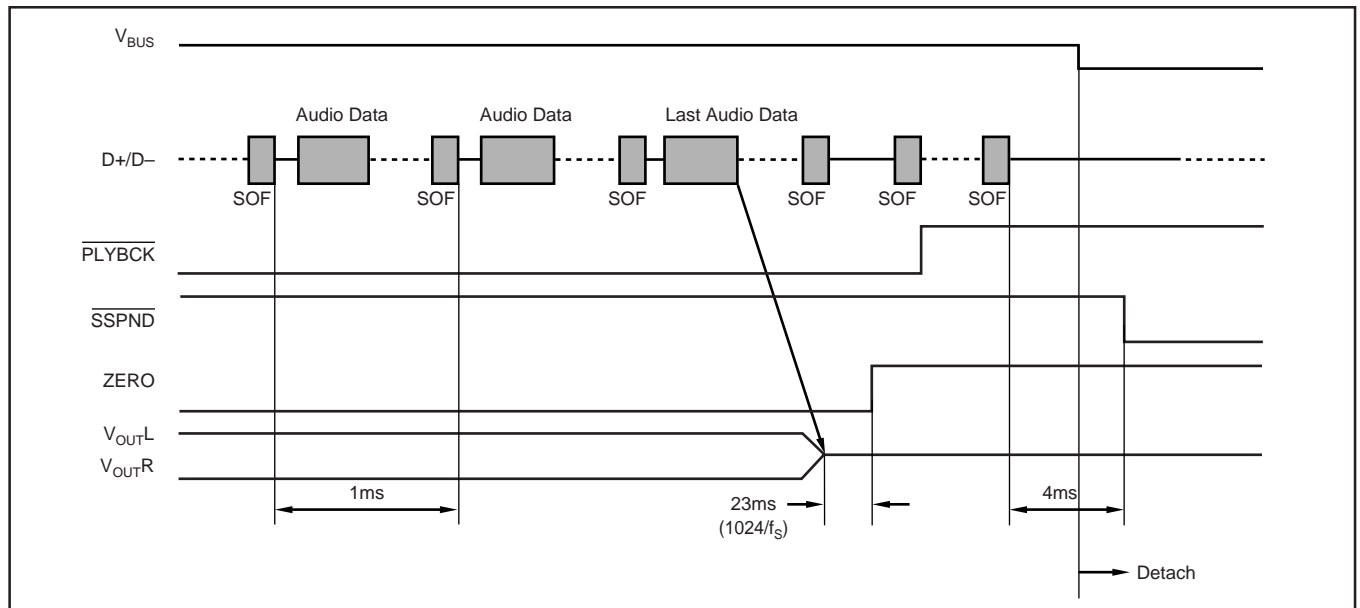 VBUS
Audio Data Audio Data Last Audio Data
D+/D–
SOF SOF SOF SOF SOF SOF
PLYBCK
SSPND
ZERO
VOUTL
VOUTR
1ms
23ms
(1024/fS)
4ms
Detach